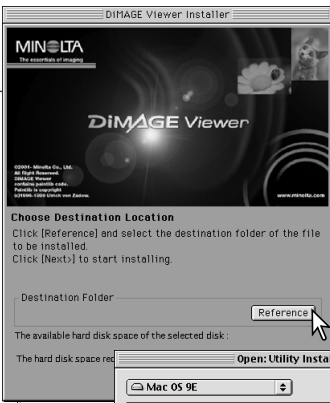 DiMAGE Viewer Installer
MINOLTA
The essentials of imaging
DiMAGE Viewer
©2001- Minolta Co., Ltd.
All Right Reserved.
DiMAGE Viewer
contains paintlib code.
Paintlib is copyright
(c)1996-1998 Ulrich von Zadow.
www.minolta.com
Choose Destination Location
Click [Reference] and select the destination folder of the file
to be installed.
Click [Next>] to start installing.
Destination Folder
Reference
The available hard disk space of the selected disk :
The hard disk space rec
Open: Utility Insta
Mac OS 9E